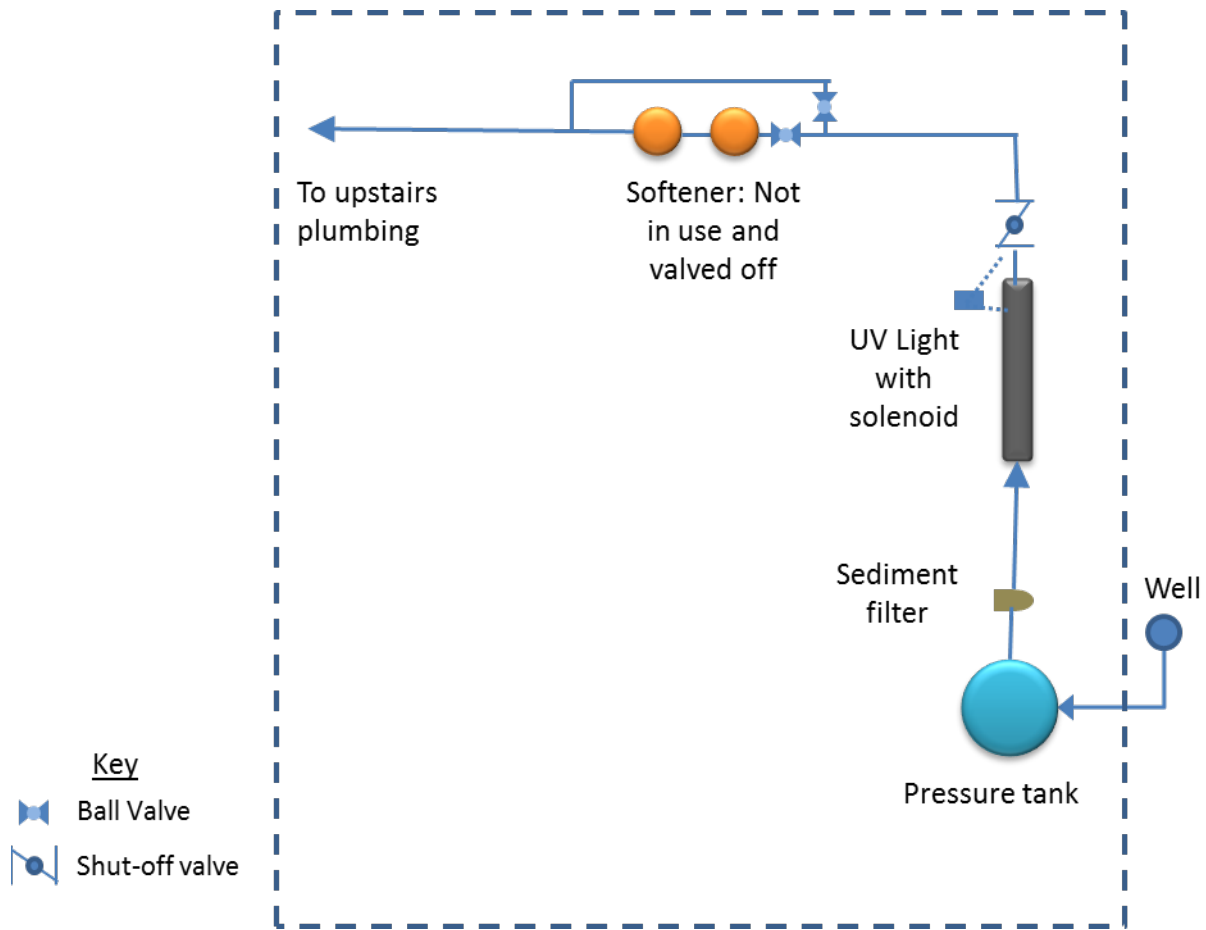 To upstairs
plumbing
Softener: Not
in use and
valved off
UV Light
with
solenoid
Sediment
filter
Well
Pressure tank
Key
Ball Valve
Shut-off valve